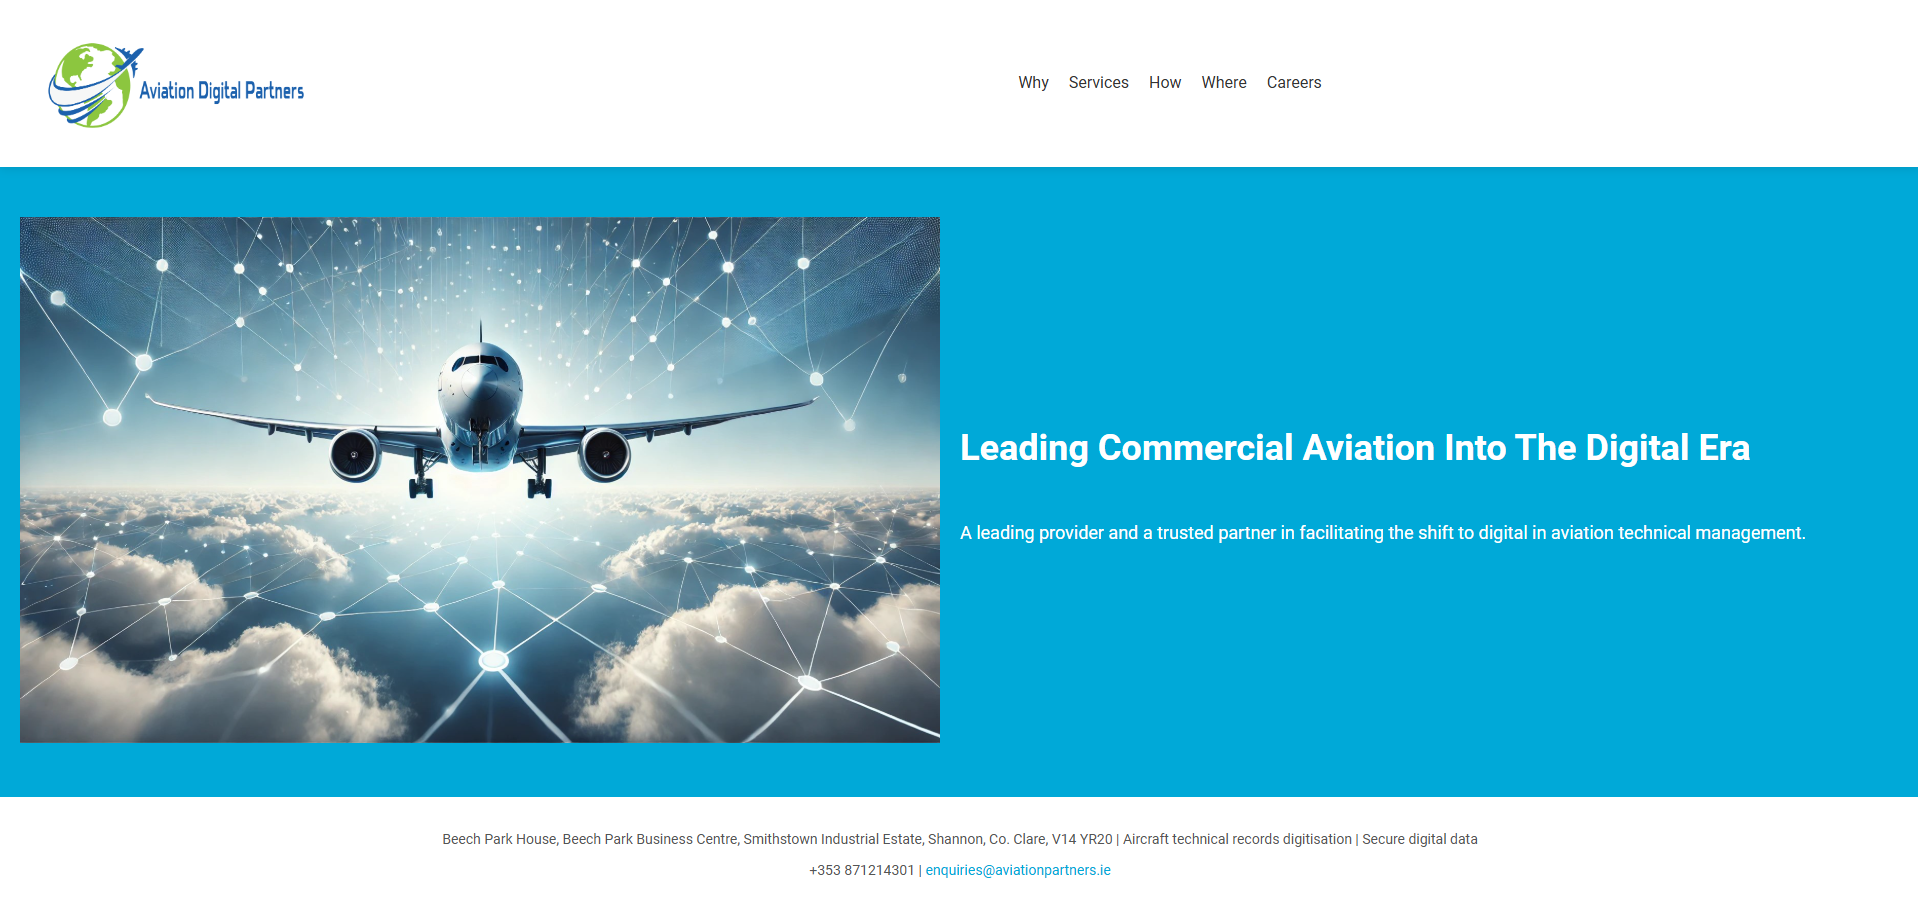 Aviation Digital Partners
Why Services How Where Careers
Leading Commercial Aviation Into The Digital Era
A leading provider and a trusted partner in facilitating the shift to digital in aviation technical management.
Beech Park House, Beech Park Business Centre, Smithstown Industrial Estate, Shannon, Co. Clare, V14 YR20 | Aircraft technical records digitisation | Secure digital data
+353 871214301 | enquiries@aviationpartners.ie